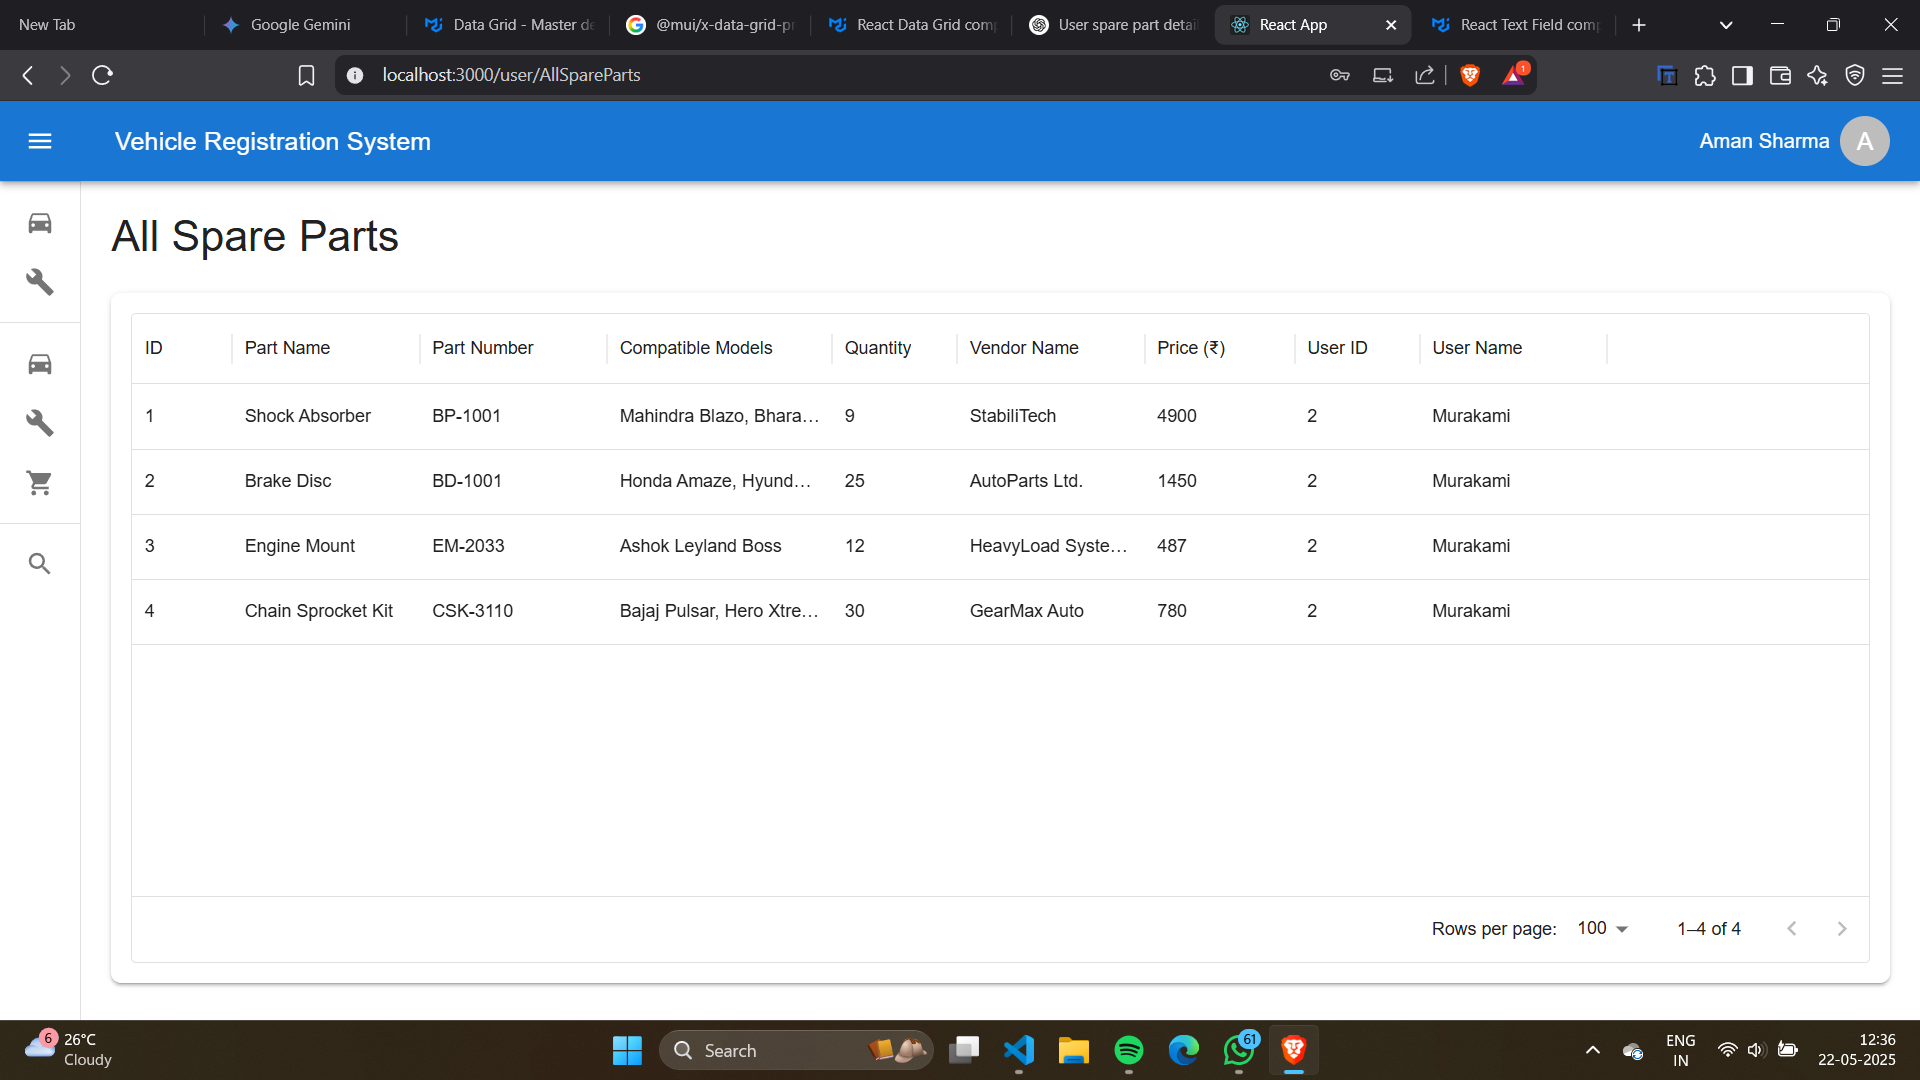 New Tab
Google Gemini
Data Grid - Master de
@mui/x-data-grid-pr
React Data Grid comp
User spare part detail
React App
React Text Field comp
localhost:3000/user/AllSpareParts
1
Vehicle Registration System
Aman Sharma
A
All Spare Parts
ID Part Name Part Number Compatible Models Quantity Vendor Name Price (₹) User ID User Name
1 Shock Absorber BP-1001 Mahindra Blazo, Bhara... 9 StabiliTech 4900 2 Murakami
2 Brake Disc BD-1001 Honda Amaze, Hyund... 25 AutoParts Ltd. 1450 2 Murakami
3 Engine Mount EM-2033 Ashok Leyland Boss 12 HeavyLoad Syste... 487 2 Murakami
4 Chain Sprocket Kit CSK-3110 Bajaj Pulsar, Hero Xtre... 30 GearMax Auto 780 2 Murakami
Rows per page: 100 1–4 of 4
6
26°C
Cloudy
Search
61
ENG
IN
12:36
22-05-2025